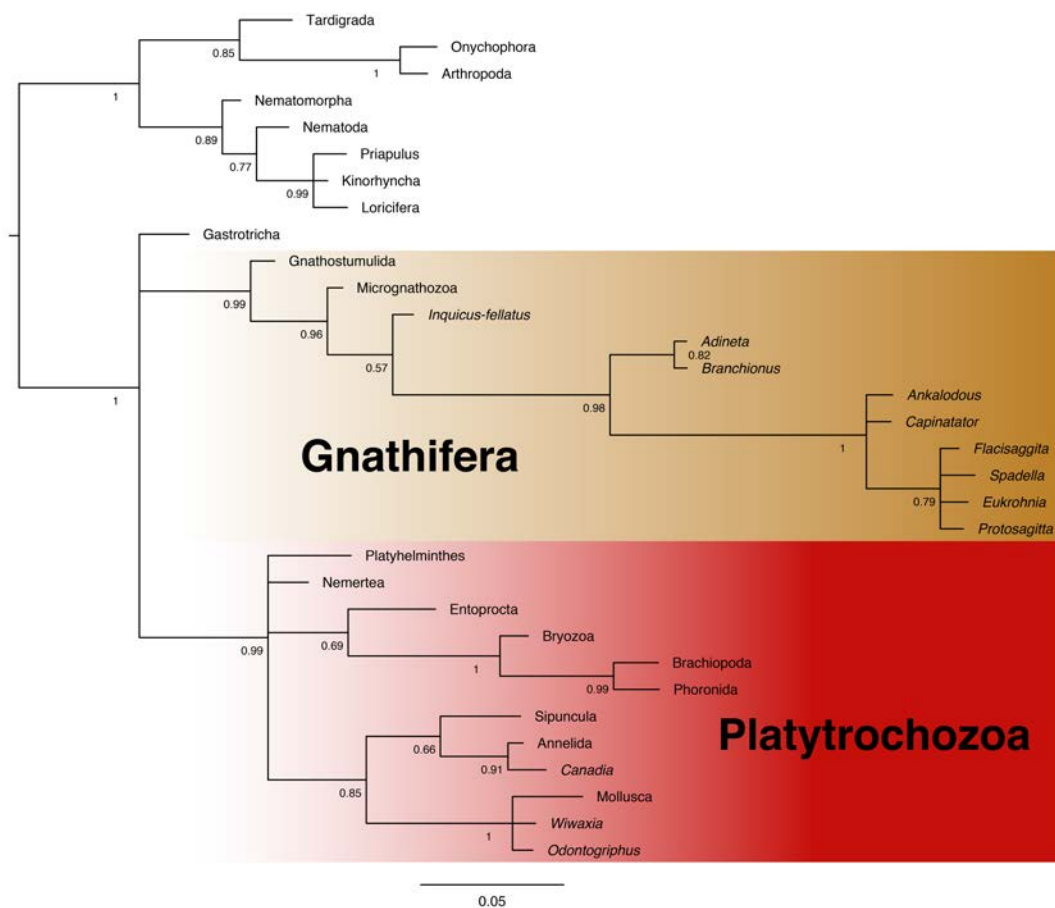 Tardigrada
0.85
Onychophora
1
Arthropoda
1
Nematomorpha
0.89
Nematoda
0.77
Priapulus
Kinorhyncha
0.99
Loricifera
Gastrotricha
Gnathostumulida
0.99
Micrognathozoa
0.96
Inquicus-fellatus
0.57
Adineta
0.82
Branchionus
1
Ankalodous
0.98
Capinatator
1
Gnathifera
Flacisaggita
Spadella
0.79
Eukrohnia
Protosagitta
Platyhelminthes
Nemertea
Entoprocta
0.69
0.99
Bryozoa
1
Brachiopoda
0.99
Phoronida
Sipuncula
Platytrochozoa
0.66
Annelida
0.91
Canadia
0.85
Mollusca
Wiwaxia
1
Odontogriphus
0.05